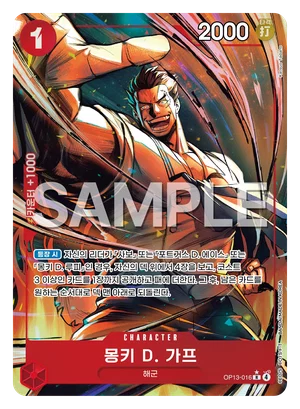 1
2000
打
카운터 +1000
SAMPLE
등장 시 자신의 리더가 「사보」 또는 「포트거스 D. 에이스」 또는
「몽키 D. 루피」인 경우, 자신의 덱 위에서 4장을 보고, 코스트
3 이상인 카드를 1장까지 공개하고 패에 더한다. 그 후, 남은 카드를
원하는 순서대로 덱 맨 아래로 되돌린다.
CHARACTER
몽키 D. 가프
해군
OP13-016 R 4